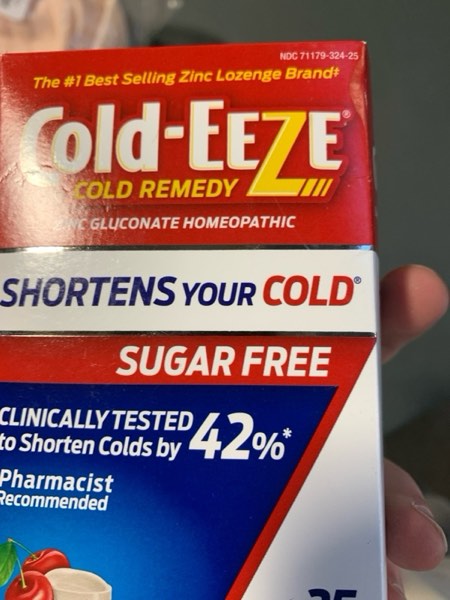 NDC 71179-324-25
The #1 Best Selling Zinc Lozenge Brand‡
Cold-EEZE®
COLD REMEDY
NC GLUCONATE HOMEOPATHIC
SHORTENS YOUR COLD®
SUGAR FREE
CLINICALLY TESTED
to Shorten Colds by 42%*
Pharmacist
Recommended